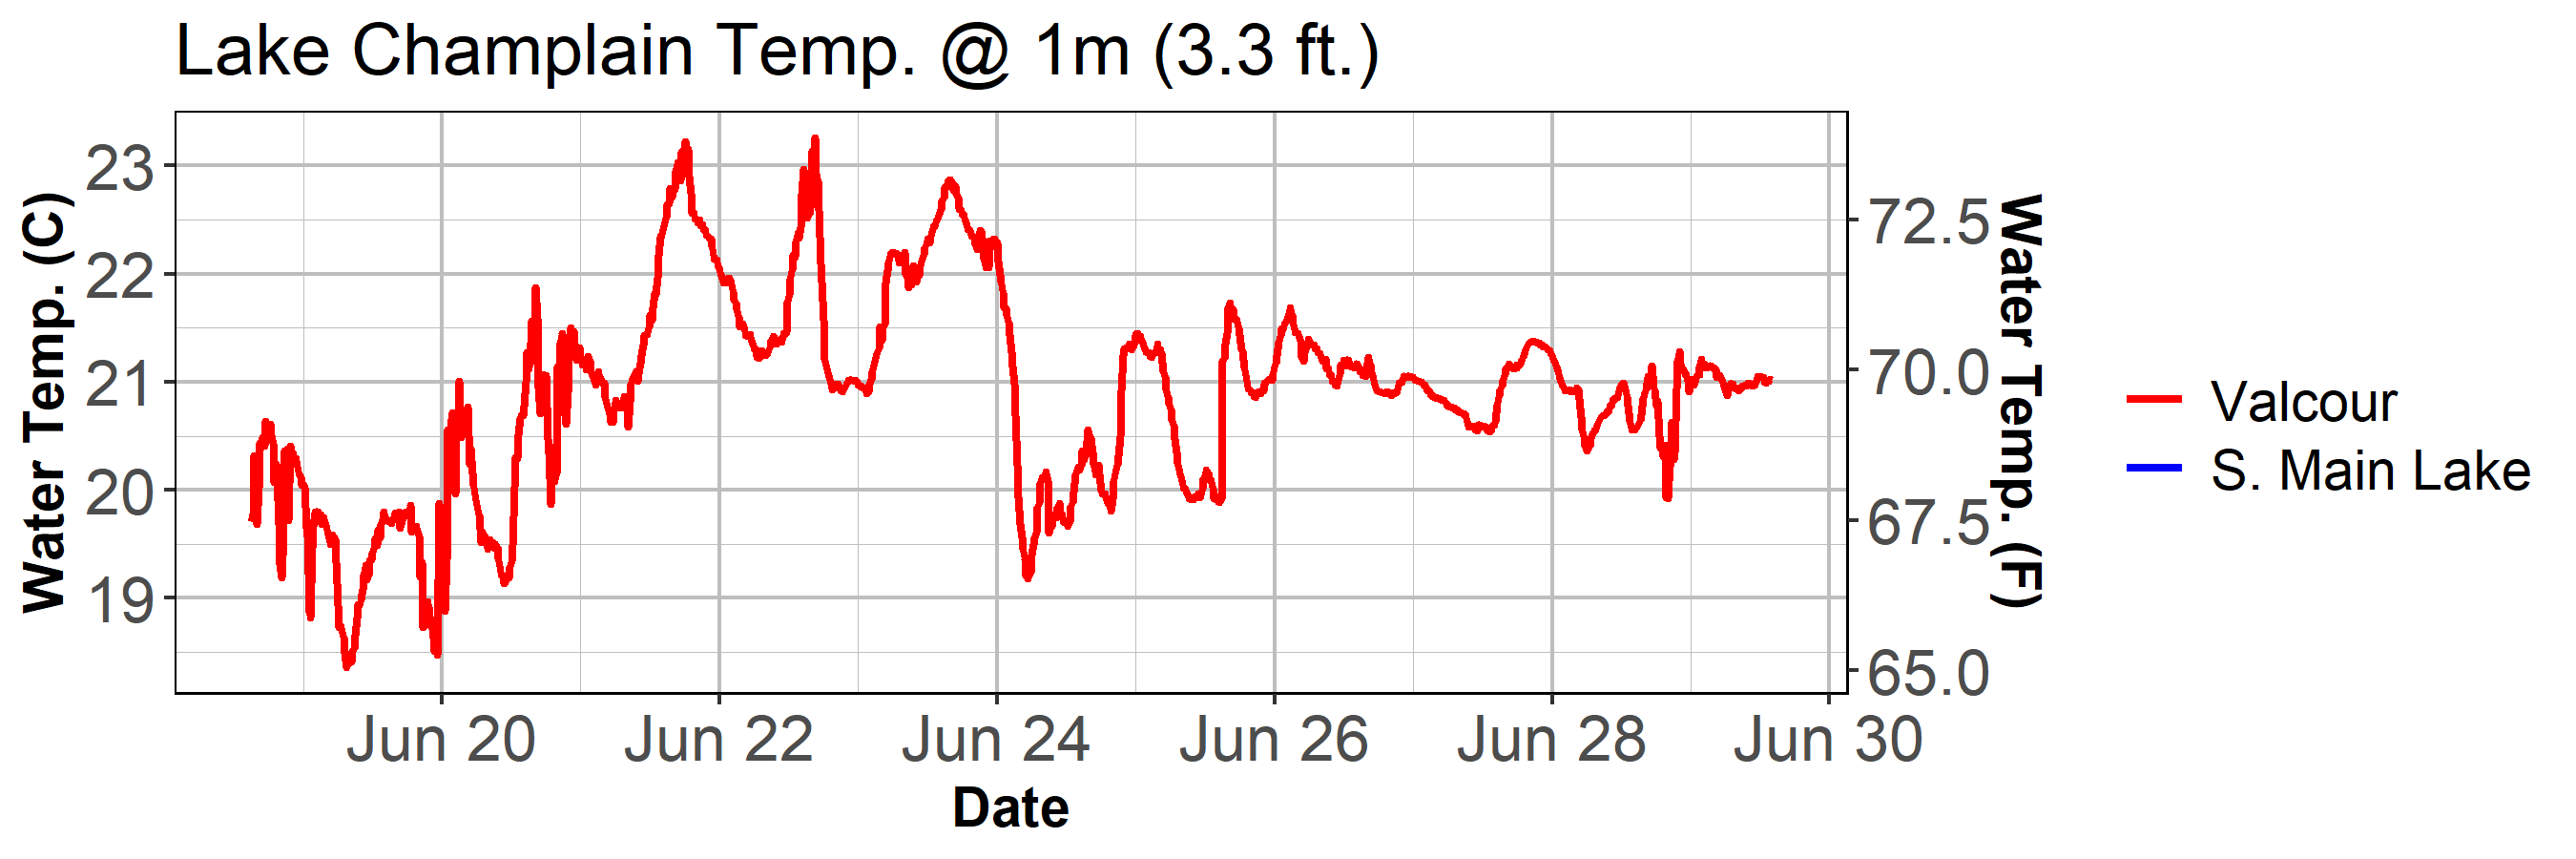 Lake Champlain Temp. @ 1m (3.3 ft.)
Water Temp. (C)
23
22
21
20
19
72.5
70.0
67.5
65.0
Water Temp. (F)
Jun 20 Jun 22 Jun 24 Jun 26 Jun 28 Jun 30
Date
Valcour
S. Main Lake